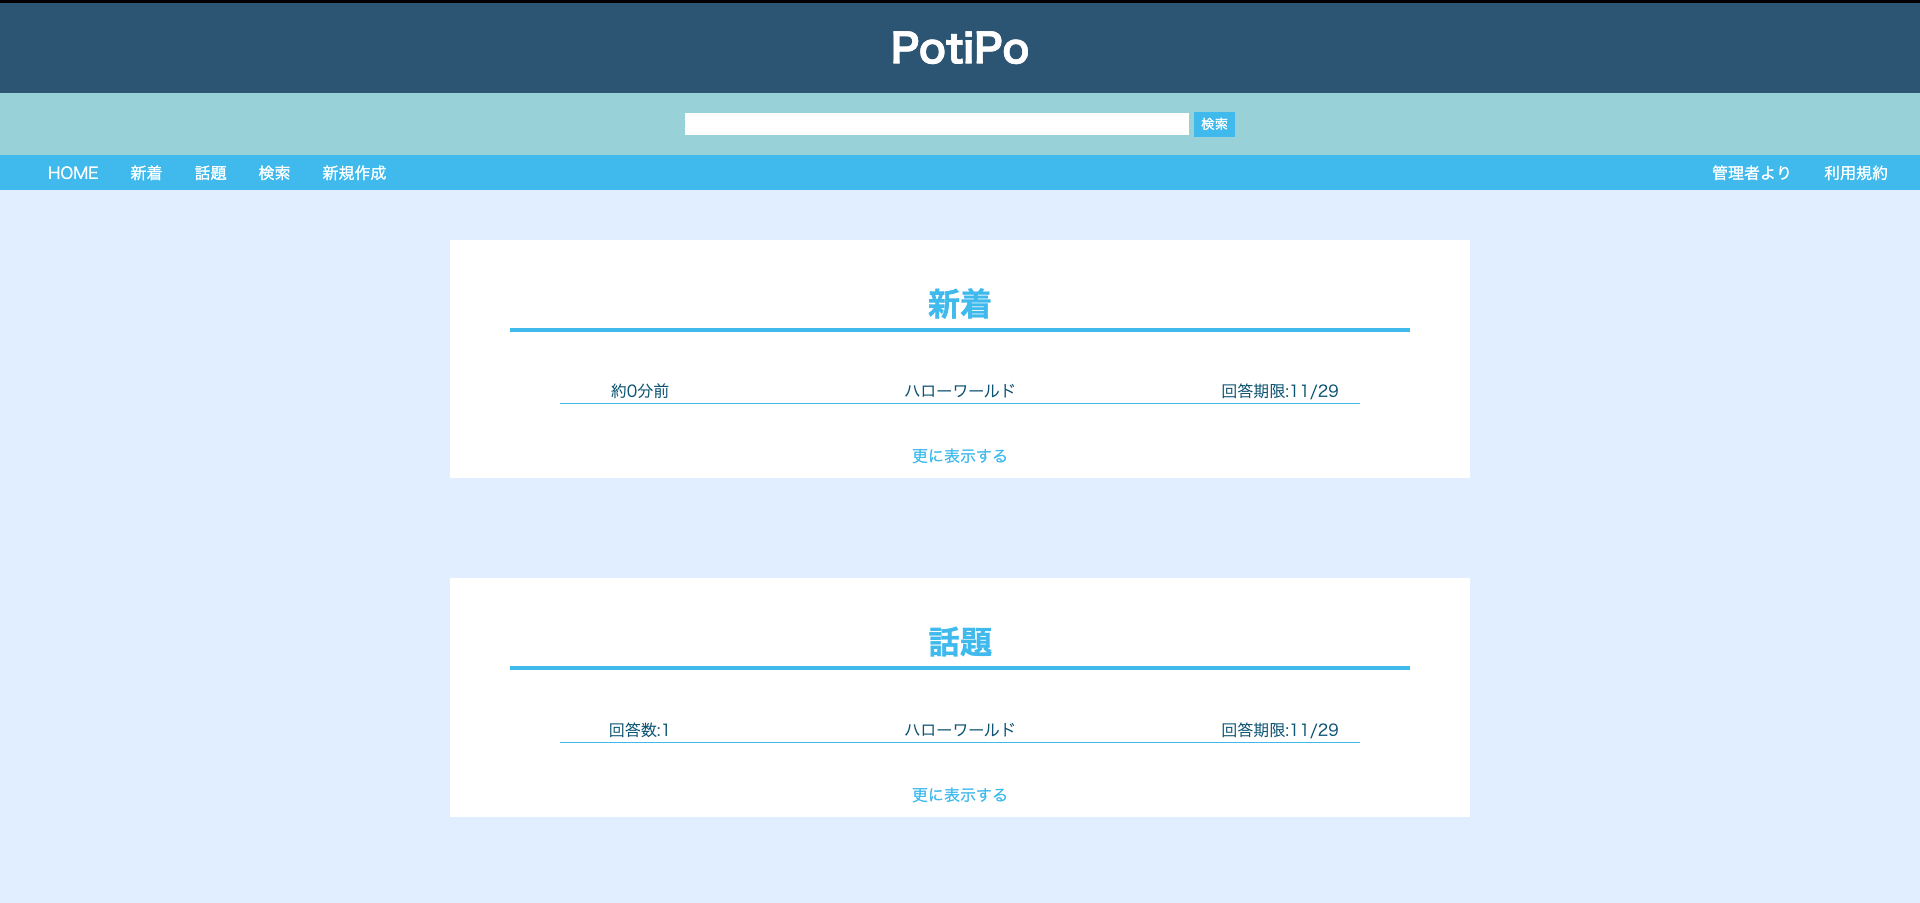 PotiPo
検索
HOME 新着 話題 検索 新規作成 管理者より 利用規約
新着
約0分前 ハローワールド 回答期限:11/29
更に表示する
話題
回答数:1 ハローワールド 回答期限:11/29
更に表示する